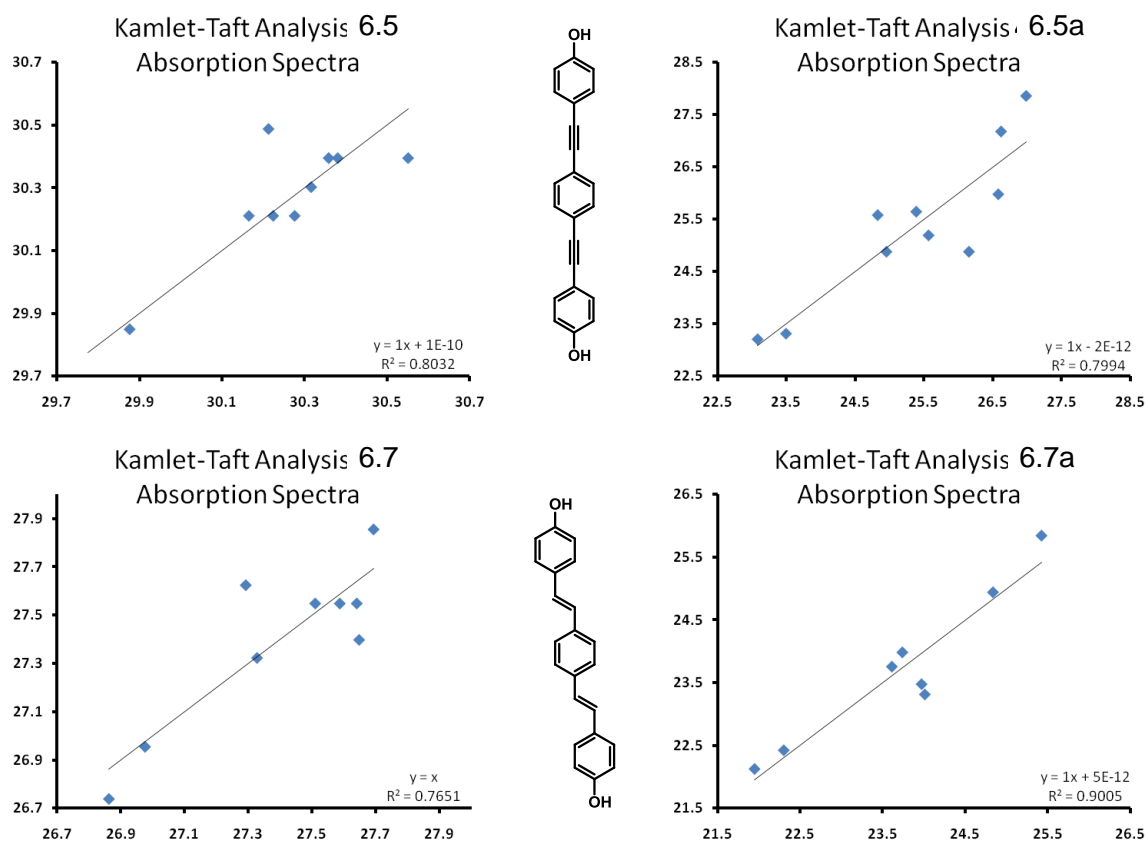 Kamlet-Taft Analysis 6.5
Absorption Spectra
30.7
30.5
30.3
30.1
29.9
29.7
29.7 29.9 30.1 30.3 30.5 30.7
y = 1x + 1E-10
R² = 0.8032
OH
OH
Kamlet-Taft Analysis 6.5a
Absorption Spectra
28.5
27.5
26.5
25.5
24.5
23.5
22.5
22.5 23.5 24.5 25.5 26.5 27.5 28.5
y = 1x - 2E-12
R² = 0.7994
Kamlet-Taft Analysis 6.7
Absorption Spectra
27.9
27.7
27.5
27.3
27.1
26.9
26.7
26.7 26.9 27.1 27.3 27.5 27.7 27.9
y = x
R² = 0.7651
OH
OH
Kamlet-Taft Analysis 6.7a
Absorption Spectra
26.5
25.5
24.5
23.5
22.5
21.5
21.5 22.5 23.5 24.5 25.5 26.5
y = 1x + 5E-12
R² = 0.9005